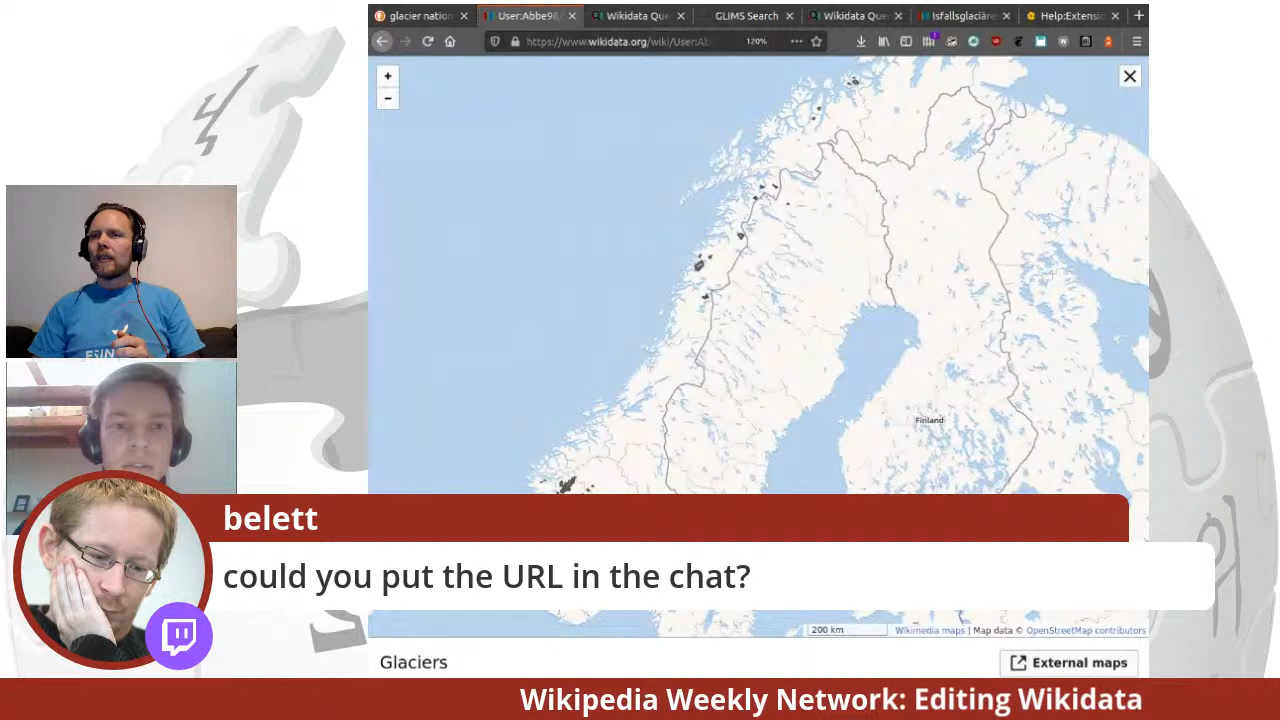 glacier nation
User:Abbe98/
Wikidata Que
GLIMS Search
Wikidata Que
Isfallsglaciäre
Help:Extensic
https://www.wikidata.org/wiki/User:Ab
120%
+
−
Finland
200 km
Wikimedia maps | Map data © OpenStreetMap contributors
Glaciers
External maps
belett
could you put the URL in the chat?
Wikipedia Weekly Network: Editing Wikidata